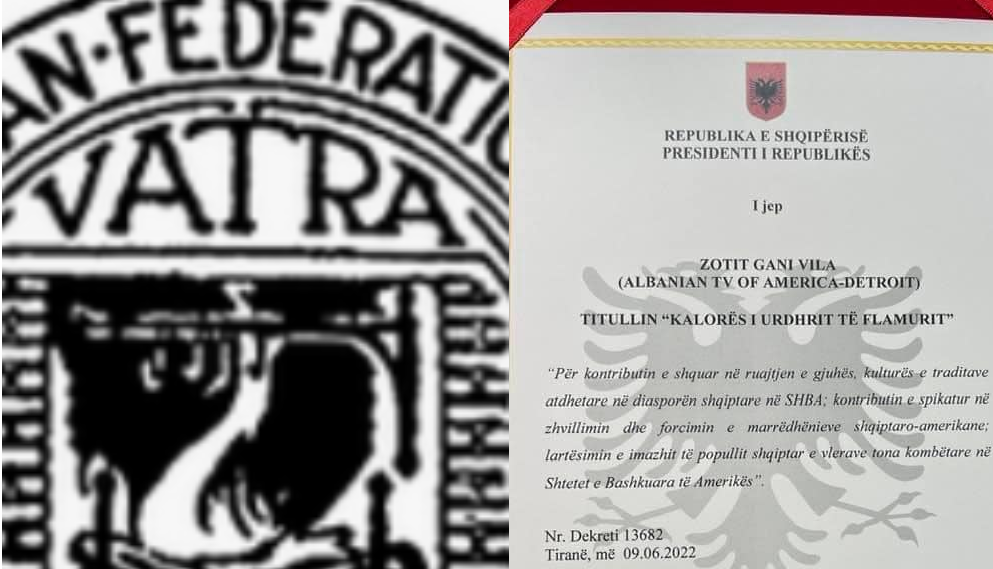 AN·FEDERATIO
VATRA
REPUBLIKA E SHQIPËRISË
PRESIDENTI I REPUBLIKËS
I jep
ZOTIT GANI VILA
(ALBANIAN TV OF AMERICA-DETROIT)
TITULLIN “KALORËS I URDHRIT TË FLAMURIT”
“Për kontributin e shquar në ruajtjen e gjuhës, kulturës e traditave
atdhetare në diasporën shqiptare në SHBA; kontributin e spikatur në
zhvillimin dhe forcimin e marrëdhënieve shqiptaro-amerikane;
lartësimin e imazhit të popullit shqiptar e vlerave tona kombëtare në
Shtetet e Bashkuara të Amerikës”.
Nr. Dekreti 13682
Tiranë, më 09.06.2022